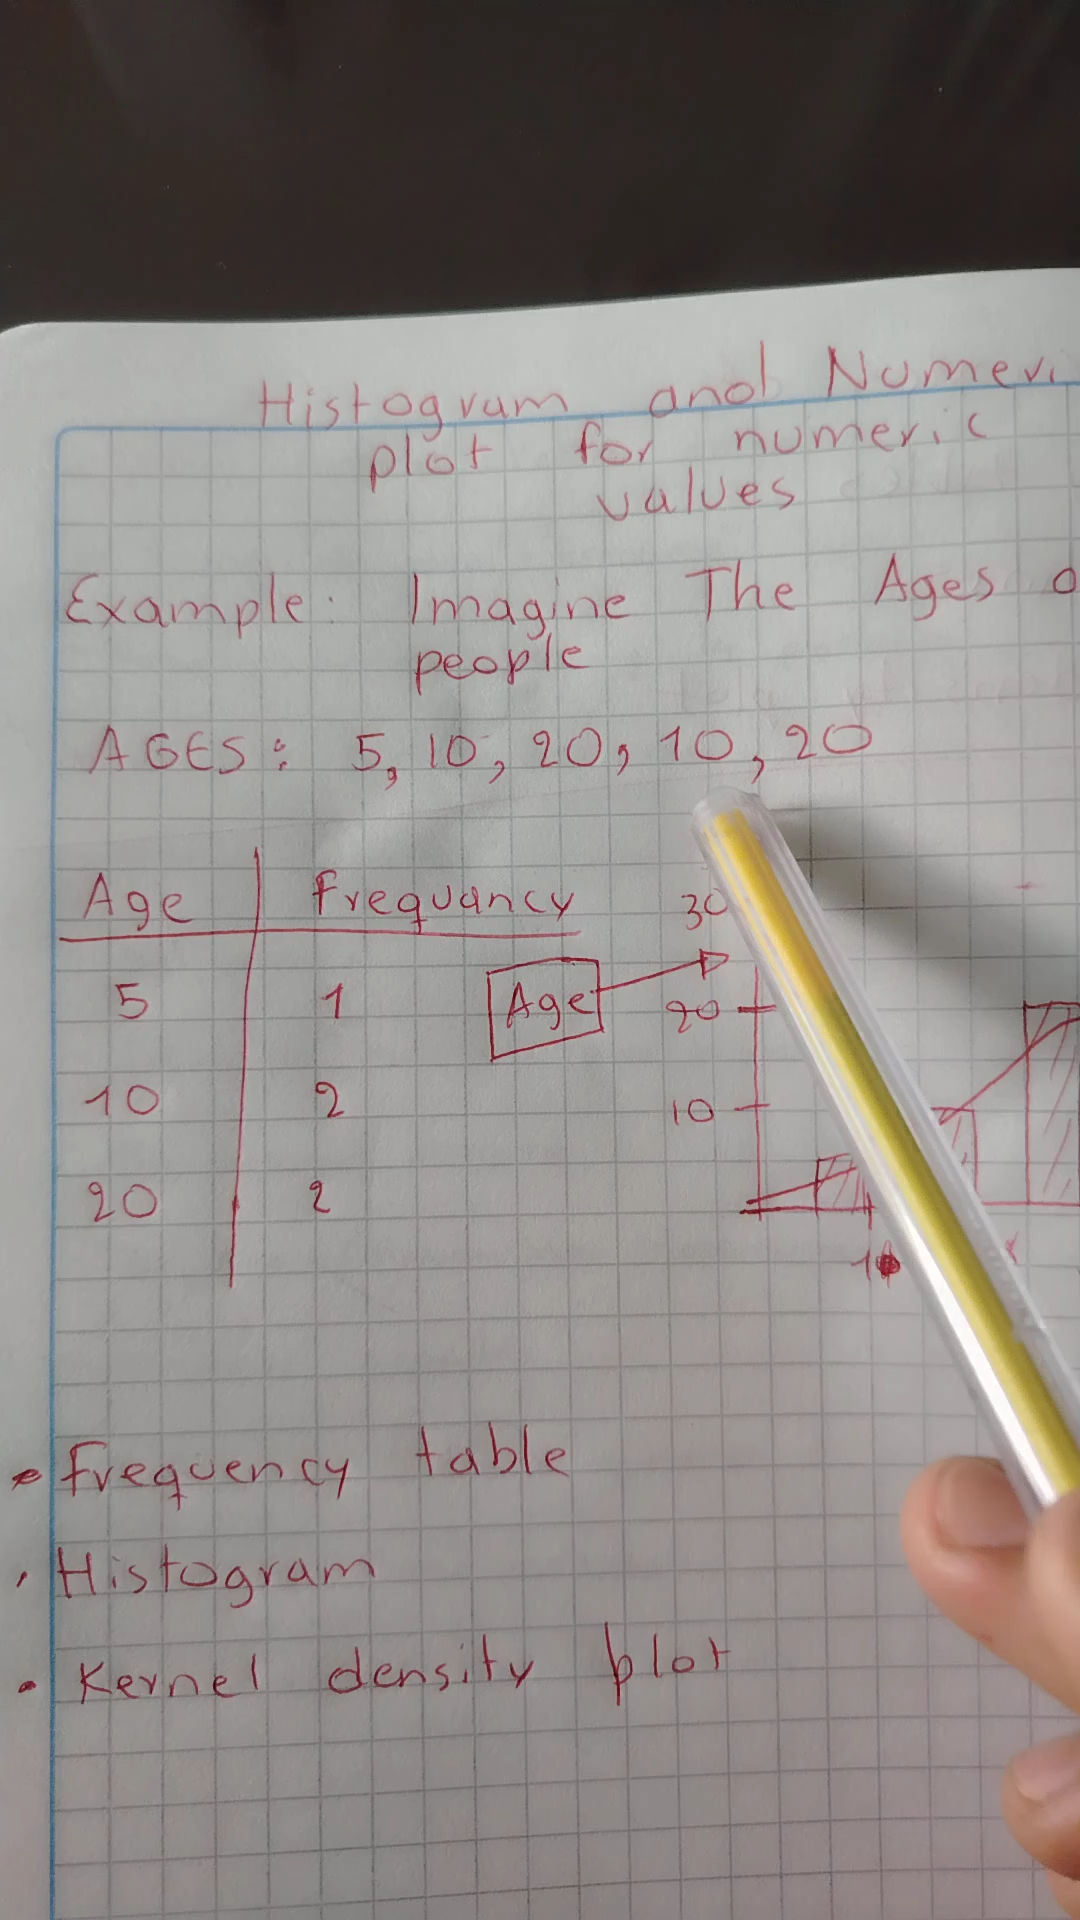 Histogram and Numeri
plot for numeric
values
Example: Imagine The Ages o
people
AGES: 5, 10, 20, 10, 20
Age Frequancy
5 1
10 2
20 2
Age
30
20
10
• Frequency table
• Histogram
• Kernel density plot